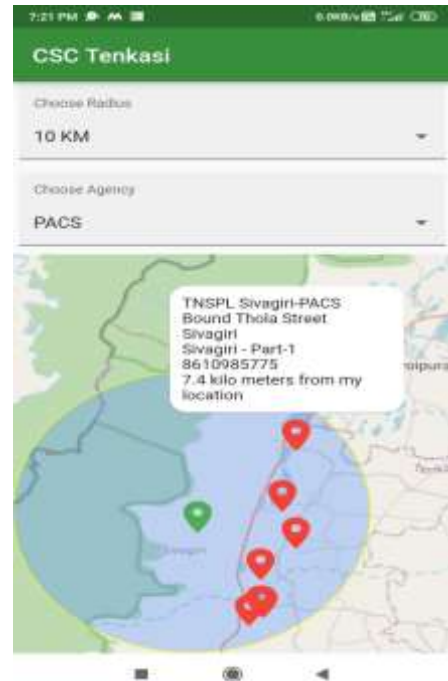 7:21 PM
CSC Tenkasi
Choose Radius
10 KM
Choose Agency
PACS
TNSPL Sivagiri-PACS
Bound Thola Street
Sivagiri
Sivagiri - Part-1
8610985775
7.4 kilo meters from my
location
Sivagiri